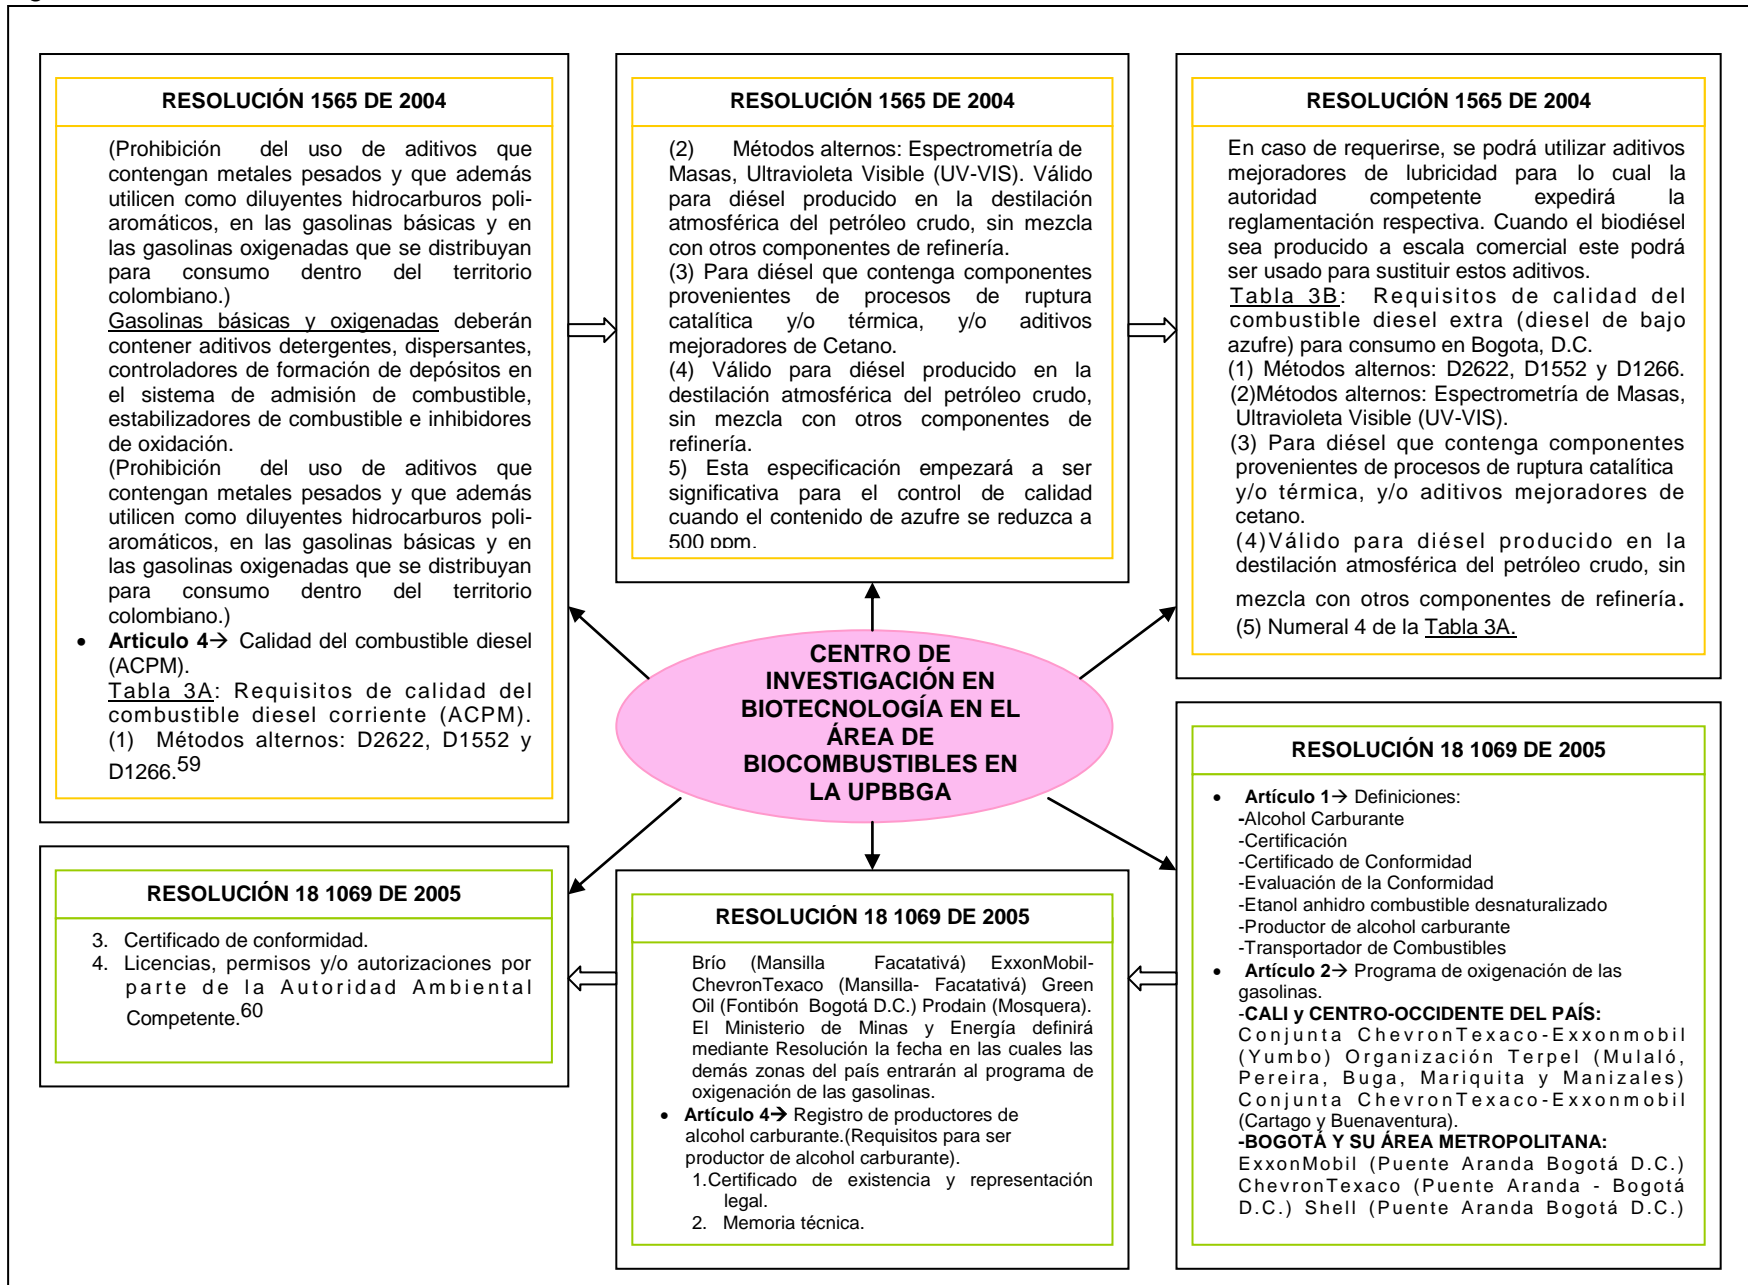 RESOLUCIÓN 1565 DE 2004
(Prohibición del uso de aditivos que
contengan metales pesados y que además
utilicen como diluyentes hidrocarburos poli-
aromáticos, en las gasolinas básicas y en
las gasolinas oxigenadas que se distribuyan
para consumo dentro del territorio
colombiano.)
Gasolinas básicas y oxigenadas deberán
contener aditivos detergentes, dispersantes,
controladores de formación de depósitos en
el sistema de admisión de combustible,
estabilizadores de combustible e inhibidores
de oxidación.
(Prohibición del uso de aditivos que
contengan metales pesados y que además
utilicen como diluyentes hidrocarburos poli-
aromáticos, en las gasolinas básicas y en
las gasolinas oxigenadas que se distribuyan
para consumo dentro del territorio
colombiano.)
• Articulo 4→ Calidad del combustible diesel
(ACPM).
Tabla 3A: Requisitos de calidad del
combustible diesel corriente (ACPM).
(1) Métodos alternos: D2622, D1552 y
D1266.59
RESOLUCIÓN 1565 DE 2004
(2) Métodos alternos: Espectrometría de
Masas, Ultravioleta Visible (UV-VIS). Válido
para diésel producido en la destilación
atmosférica del petróleo crudo, sin mezcla
con otros componentes de refinería.
(3) Para diésel que contenga componentes
provenientes de procesos de ruptura
catalítica y/o térmica, y/o aditivos
mejoradores de Cetano.
(4) Válido para diésel producido en la
destilación atmosférica del petróleo crudo,
sin mezcla con otros componentes de
refinería.
5) Esta especificación empezará a ser
significativa para el control de calidad
cuando el contenido de azufre se reduzca a
500 ppm.
RESOLUCIÓN 1565 DE 2004
En caso de requerirse, se podrá utilizar aditivos
mejoradores de lubricidad para lo cual la
autoridad competente expedirá la
reglamentación respectiva. Cuando el biodiésel
sea producido a escala comercial este podrá
ser usado para sustituir estos aditivos.
Tabla 3B: Requisitos de calidad del
combustible diesel extra (diesel de bajo
azufre) para consumo en Bogota, D.C.
(1) Métodos alternos: D2622, D1552 y D1266.
(2)Métodos alternos: Espectrometría de Masas,
Ultravioleta Visible (UV-VIS).
(3) Para diésel que contenga componentes
provenientes de procesos de ruptura catalítica
y/o térmica, y/o aditivos mejoradores de
cetano.
(4)Válido para diésel producido en la
destilación atmosférica del petróleo crudo, sin
mezcla con otros componentes de refinería.
(5) Numeral 4 de la Tabla 3A.
CENTRO DE
INVESTIGACIÓN EN
BIOTECNOLOGÍA EN EL
ÁREA DE
BIOCOMBUSTIBLES EN
LA UPBBGA
RESOLUCIÓN 18 1069 DE 2005
• Artículo 1→ Definiciones:
-Alcohol Carburante
-Certificación
-Certificado de Conformidad
-Evaluación de la Conformidad
-Etanol anhidro combustible desnaturalizado
-Productor de alcohol carburante
-Transportador de Combustibles
• Artículo 2→ Programa de oxigenación de las
gasolinas.
-CALI y CENTRO-OCCIDENTE DEL PAÍS:
Conjunta ChevronTexaco-Exxonmobil
(Yumbo) Organización Terpel (Mulaló,
Pereira, Buga, Mariquita y Manizales)
Conjunta ChevronTexaco-Exxonmobil
(Cartago y Buenaventura).
-BOGOTÁ Y SU ÁREA METROPOLITANA:
ExxonMobil (Puente Aranda Bogotá D.C.)
ChevronTexaco (Puente Aranda - Bogotá
D.C.) Shell (Puente Aranda Bogotá D.C.)
RESOLUCIÓN 18 1069 DE 2005
Brío (Mansilla Facatativá) ExxonMobil-
ChevronTexaco (Mansilla- Facatativá) Green
Oil (Fontibón Bogotá D.C.) Prodain (Mosquera).
El Ministerio de Minas y Energía definirá
mediante Resolución la fecha en las cuales las
demás zonas del país entrarán al programa de
oxigenación de las gasolinas.
• Artículo 4→ Registro de productores de
alcohol carburante.(Requisitos para ser
productor de alcohol carburante).
1.Certificado de existencia y representación
legal.
2. Memoria técnica.
RESOLUCIÓN 18 1069 DE 2005
3. Certificado de conformidad.
4. Licencias, permisos y/o autorizaciones por
parte de la Autoridad Ambiental
Competente.60